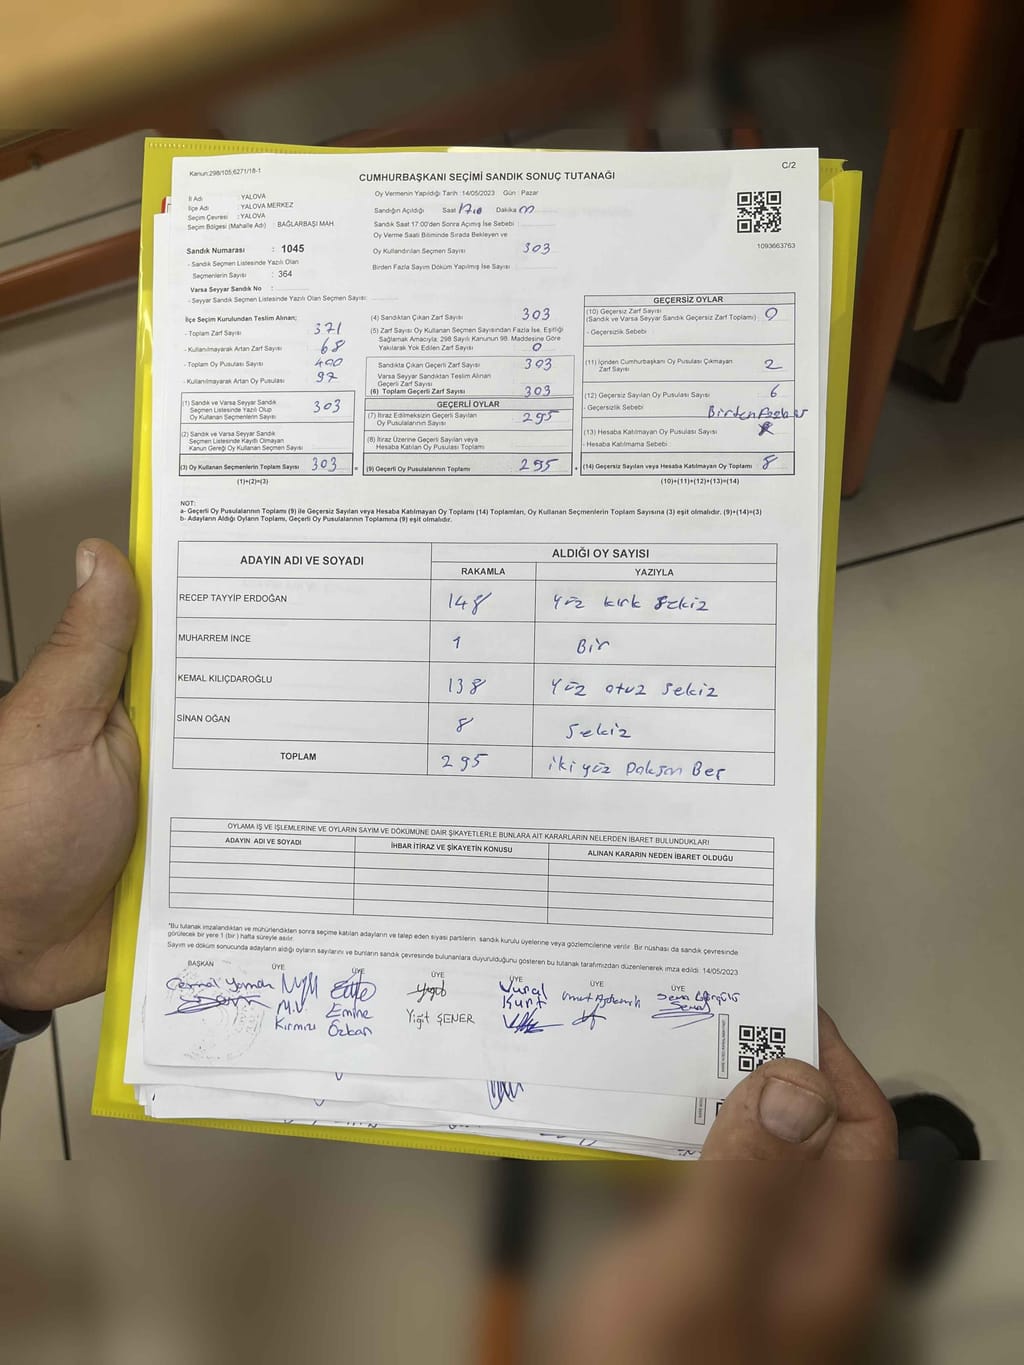 Kanun:298/105;6271/18-1
C/2
CUMHURBAŞKANI SEÇİMİ SANDIK SONUÇ TUTANAĞI
İl Adı : YALOVA
İlçe Adı : YALOVA MERKEZ
Seçim Çevresi : YALOVA
Seçim Bölgesi (Mahalle Adı) : BAĞLARBAŞI MAH.
Sandık Numarası : 1045
- Sandık Seçmen Listesinde Yazılı Olan
Seçmenlerin Sayısı : 364
Varsa Seyyar Sandık No :
- Seyyar Sandık Seçmen Listesinde Yazılı Olan Seçmen Sayısı
Oy Vermenin Yapıldığı Tarih :14/05/2023 Gün : Pazar
Sandığın Açıldığı Saat Dakika
Sandık Saat 17.00'den Sonra Açılmış İse Sebebi :
Oy Verme Saati Bitiminde Sırada Bekleyen ve
Oy Kullandırılan Seçmen Sayısı 303
Birden Fazla Sayım Döküm Yapılmış İse Sayısı
1093663763
İlçe Seçim Kurulundan Teslim Alınan;
- Toplam Zarf Sayısı 371
- Kullanılmayarak Artan Zarf Sayısı 68
- Toplam Oy Pusulası Sayısı 400
- Kullanılmayarak Artan Oy Pusulası 97
(1) Sandık ve Varsa Seyyar Sandık
Seçmen Listesinde Yazılı Olup
Oy Kullanan Seçmenlerin Sayısı 303
(2) Sandık ve Varsa Seyyar Sandık
Seçmen Listesinde Kayıtlı Olmayan
Kanun Gereği Oy Kullanan Seçmen Sayısı
(3) Oy Kullanan Seçmenlerin Toplam Sayısı 303 =
(1)+(2)=(3)
(4) Sandıktan Çıkan Zarf Sayısı 303
(5) Zarf Sayısı Oy Kullanan Seçmen Sayısından Fazla İse, Eşitliği
Sağlamak Amacıyla; 298 Sayılı Kanunun 98. Maddesine Göre
Yakılarak Yok Edilen Zarf Sayısı 0
Sandıkta Çıkan Geçerli Zarf Sayısı 303
Varsa Seyyar Sandıktan Teslim Alınan
Geçerli Zarf Sayısı
(6) Toplam Geçerli Zarf Sayısı 303
GEÇERLİ OYLAR
(7) İtiraz Edilmeksizin Geçerli Sayılan
Oy Pusulasının Sayısı 295
(8) İtiraz Üzerine Geçerli Sayılan veya
Hesaba Katılan Oy Pusulası Toplamı
(9) Geçerli Oy Pusulalarının Toplamı 295 +
GEÇERSİZ OYLAR
(10) Geçersiz Zarf Sayısı
(Sandık ve Varsa Seyyar Sandık Geçersiz Zarf Toplamı) : 0
- Geçersizlik Sebebi :
(11) İçinden Cumhurbaşkanı Oy Pusulası Çıkmayan
Zarf Sayısı 2
(12) Geçersiz Sayılan Oy Pusulası Sayısı : 6
- Geçersizlik Sebebi : Birden
(13) Hesaba Katılmayan Oy Pusulası Sayısı :
- Hesaba Katılmama Sebebi :
(14) Geçersiz Sayılan veya Hesaba Katılmayan Oy Toplamı 8
(10)+(11)+(12)+(13)=(14)
NOT:
a- Geçerli Oy Pusulalarının Toplamı (9) ile Geçersiz Sayılan veya Hesaba Katılmayan Oy Toplamı (14) Toplamları, Oy Kullanan Seçmenlerin Toplam Sayısına (3) eşit olmalıdır. (9)+(14)=(3)
b- Adayların Aldığı Oyların Toplamı, Geçerli Oy Pusulalarının Toplamına (9) eşit olmalıdır.
ADAYIN ADI VE SOYADI ALDIĞI OY SAYISI
RAKAMLA YAZIYLA
RECEP TAYYİP ERDOĞAN 148 Yüz kırk sekiz
MUHARREM İNCE 1 Bir
KEMAL KILIÇDAROĞLU 138 Yüz otuz sekiz
SİNAN OĞAN 8 sekiz
TOPLAM 295 iki yüz Doksan Beş
OYLAMA İŞ VE İŞLEMLERİNE VE OYLARIN SAYIM VE DÖKÜMÜNE DAİR ŞİKAYETLERLE BUNLARA AİT KARARLARIN NELERDEN İBARET BULUNDUKLARI
ADAYIN ADI VE SOYADI İHBAR İTİRAZ VE ŞİKAYETİN KONUSU ALINAN KARARIN NEDEN İBARET OLDUĞU
*Bu tutanak imzalandıktan ve mühürlendikten sonra seçime katılan adayların ve talep eden siyasi partilerin sandık kurulu üyelerine veya gözlemcilerine verilir. Bir nüshası da sandık çevresinde
görülecek bir yere 1 (bir ) hafta süreyle asılır.
Sayım ve döküm sonucunda adayların aldığı oyların sayılarını ve bunların sandık çevresinde bulunanlara duyurulduğunu gösteren bu tutanak tarafımızdan düzenlenerek imza edildi. 14/05/2023
BAŞKAN ÜYE ÜYE ÜYE ÜYE ÜYE ÜYE
Cemal Yaman
M.V. Kırmızı
Emine Özkan
Yiğit ŞENER
Vural Kurt